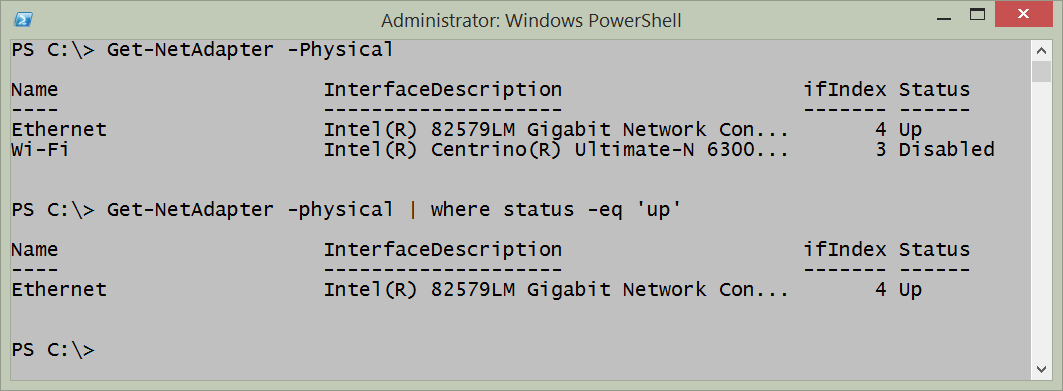 Administrator: Windows PowerShell
PS C:\> Get-NetAdapter -Physical
Name                      InterfaceDescription                    ifIndex Status
----                      --------------------                    ------- ------
Ethernet                  Intel(R) 82579LM Gigabit Network Con...       4 Up
Wi-Fi                     Intel(R) Centrino(R) Ultimate-N 6300...       3 Disabled
PS C:\> Get-NetAdapter -physical | where status -eq 'up'
Name                      InterfaceDescription                    ifIndex Status
----                      --------------------                    ------- ------
Ethernet                  Intel(R) 82579LM Gigabit Network Con...       4 Up
PS C:\>